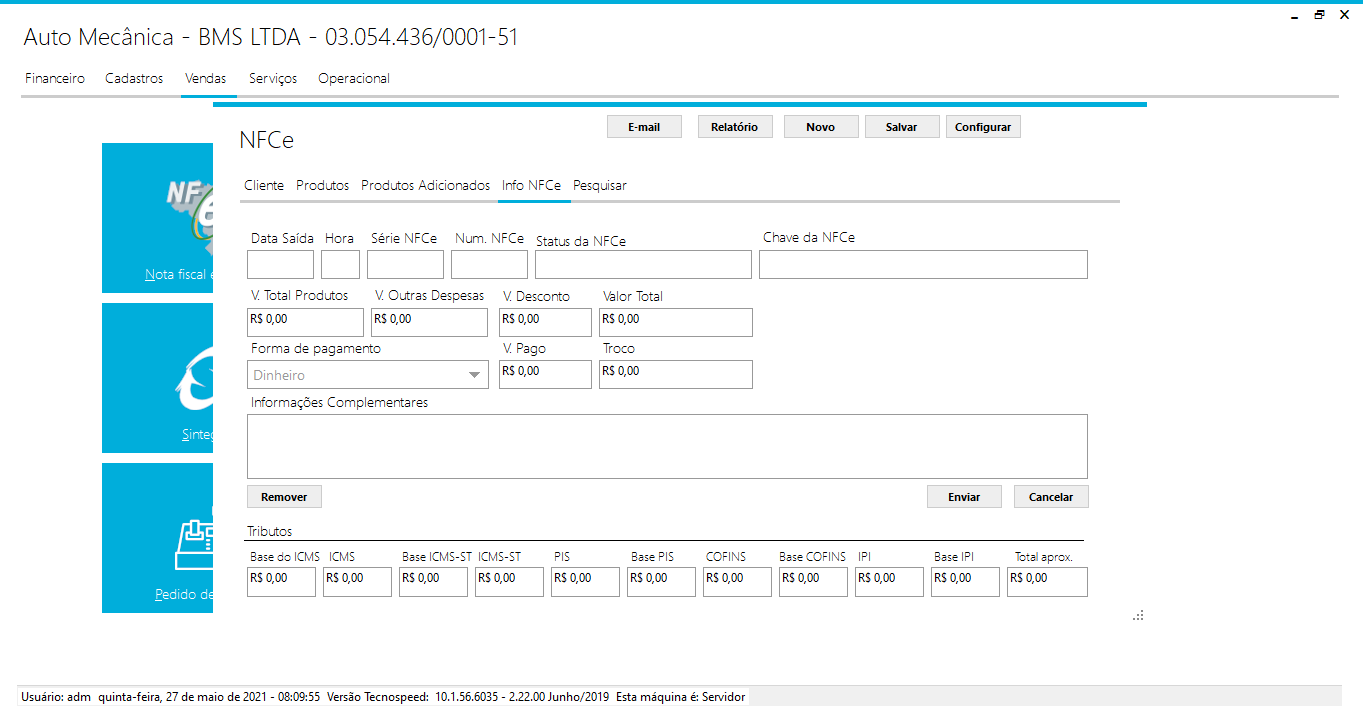 Auto Mecânica - BMS LTDA - 03.054.436/0001-51
Financeiro Cadastros Vendas Serviços Operacional
NFCe
E-mail Relatório Novo Salvar Configurar
Cliente Produtos Produtos Adicionados Info NFCe Pesquisar
Data Saída Hora Série NFCe Num. NFCe Status da NFCe Chave da NFCe
V. Total Produtos V. Outras Despesas V. Desconto Valor Total
R$ 0,00 R$ 0,00 R$ 0,00 R$ 0,00
Forma de pagamento V. Pago Troco
Dinheiro R$ 0,00 R$ 0,00
Informações Complementares
Remover Enviar Cancelar
Tributos
Base do ICMS ICMS Base ICMS-ST ICMS-ST PIS Base PIS COFINS Base COFINS IPI Base IPI Total aprox.
R$ 0,00 R$ 0,00 R$ 0,00 R$ 0,00 R$ 0,00 R$ 0,00 R$ 0,00 R$ 0,00 R$ 0,00 R$ 0,00 R$ 0,00
NF
Nota fiscal
Pedido de
Usuário: adm quinta-feira, 27 de maio de 2021 - 08:09:55 Versão Tecnospeed: 10.1.56.6035 - 2.22.00 Junho/2019 Esta máquina é: Servidor